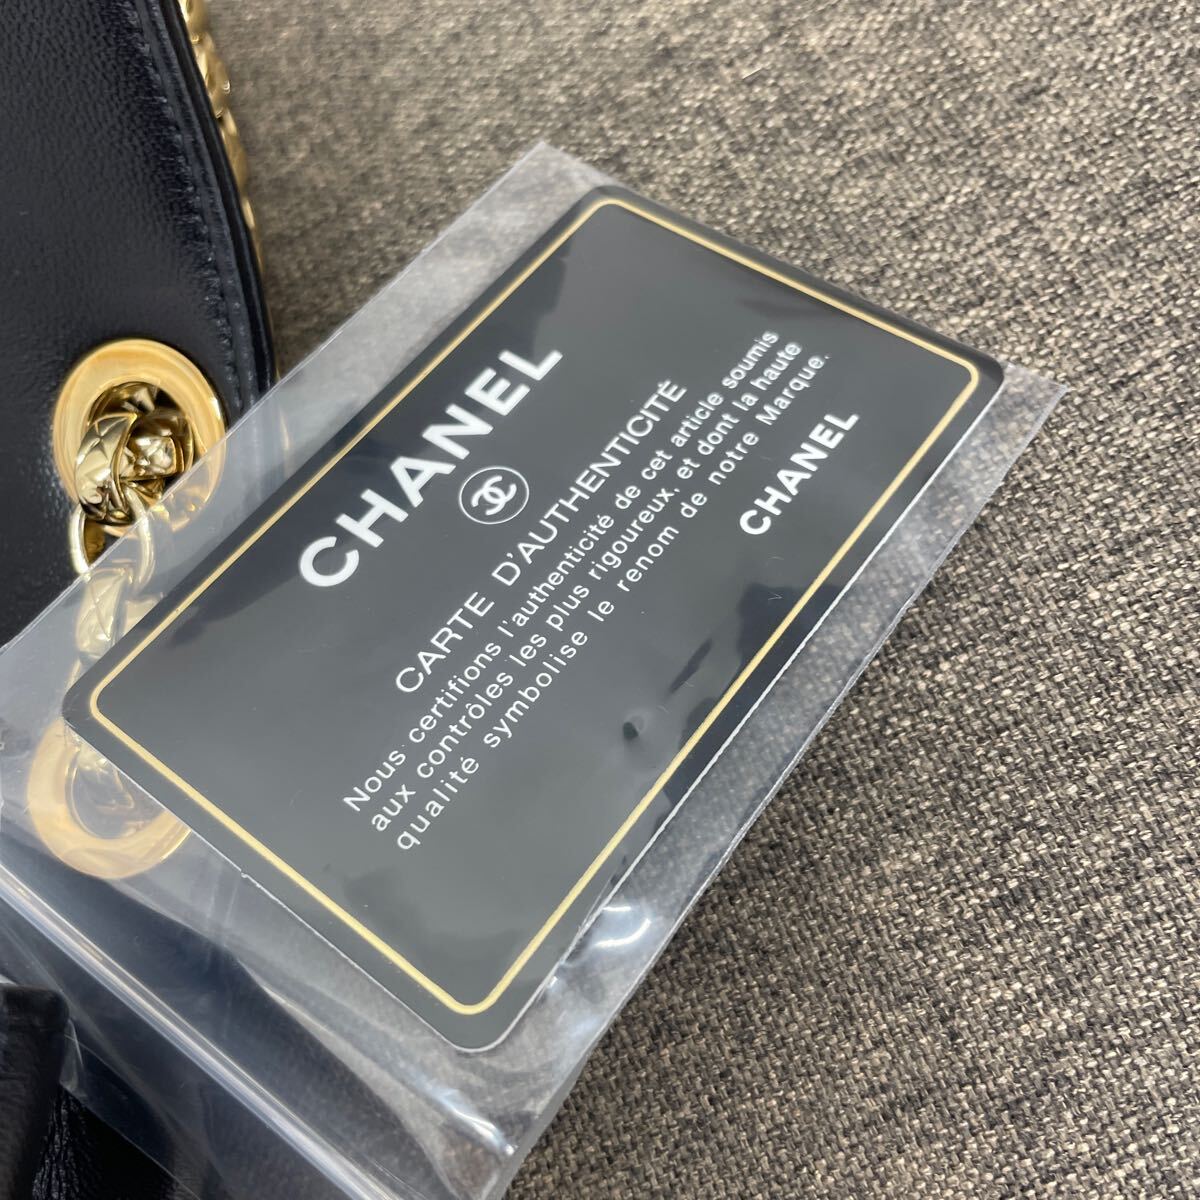 CHANEL
CARTE D'AUTHENTICITÉ
Nous certifions l'authenticité de cet article soumis
aux contrôles les plus rigoureux, et dont la haute
qualité symbolise le renom de notre Marque.
CHANEL